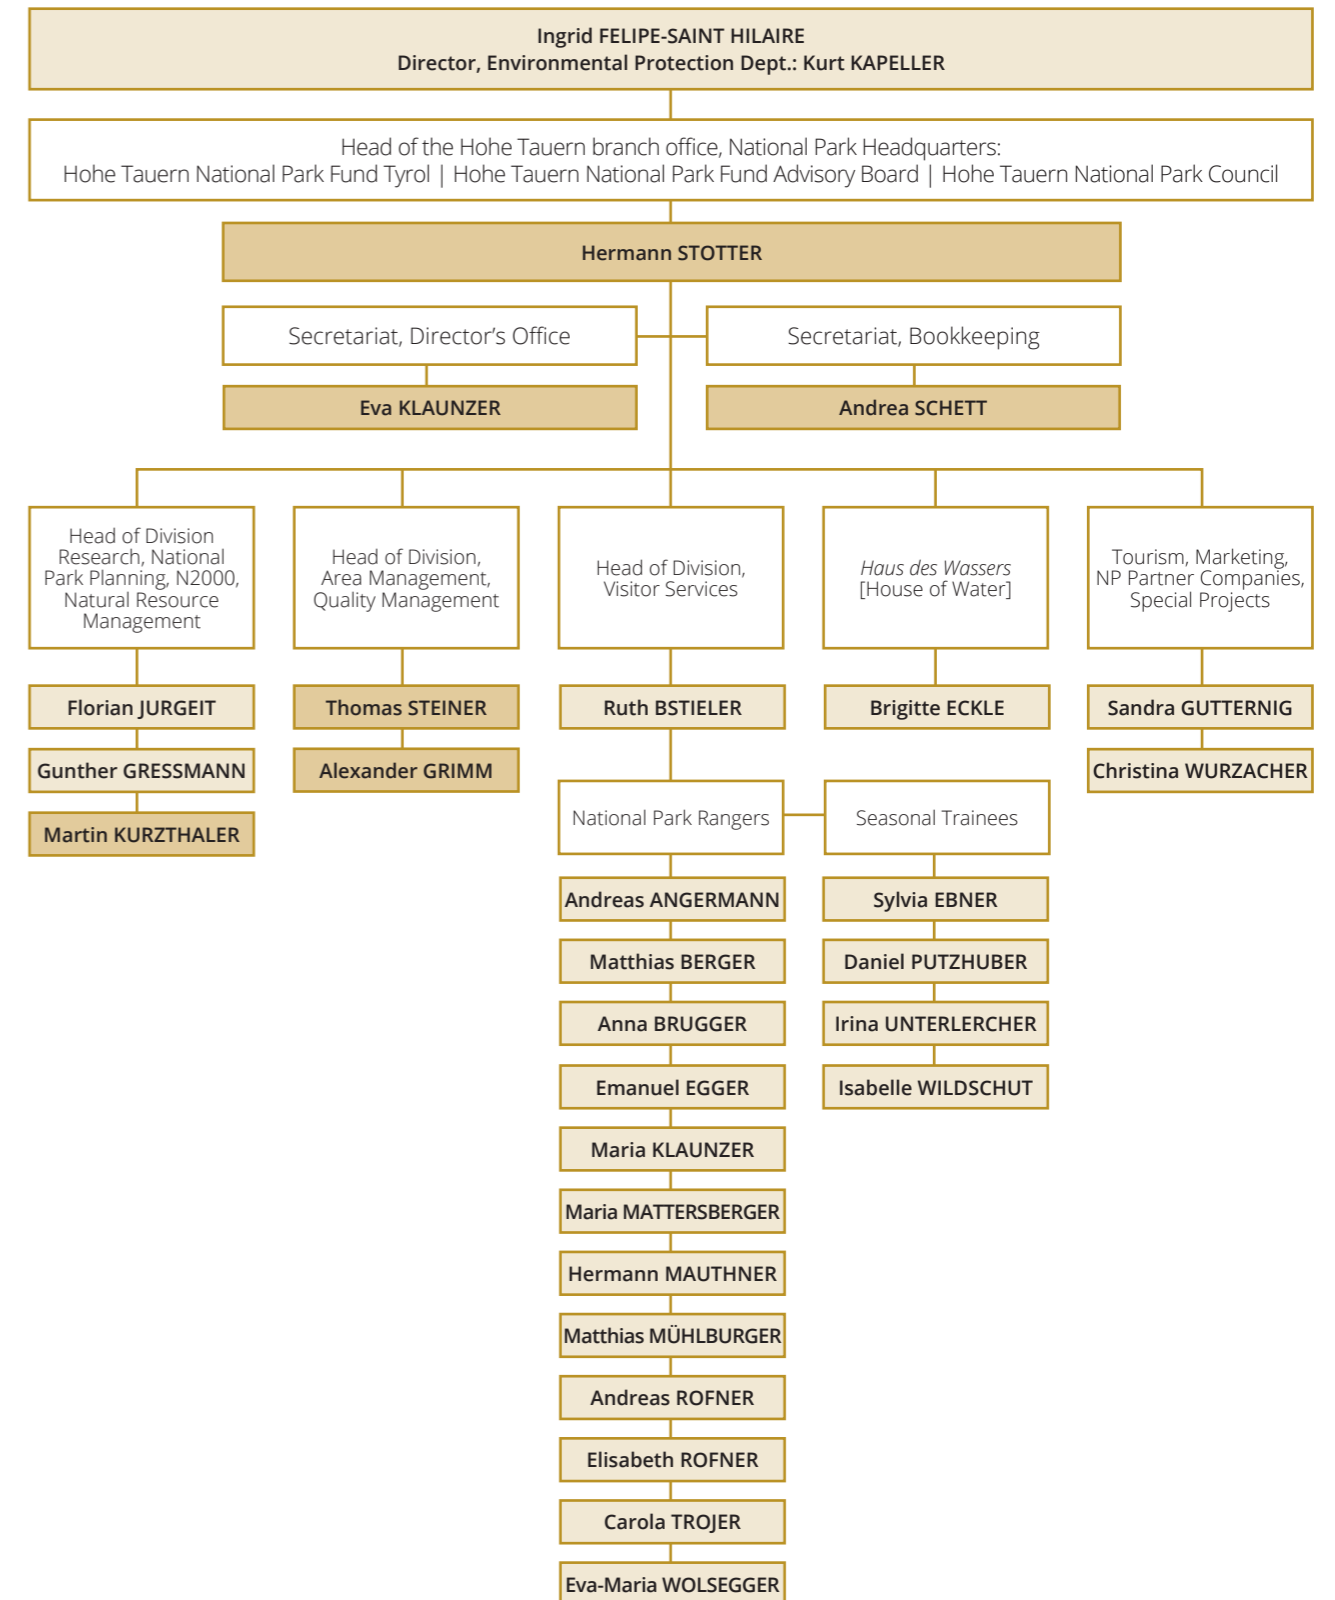 Ingrid FELIPE-SAINT HILAIRE
Director, Environmental Protection Dept.: Kurt KAPELLER
Head of the Hohe Tauern branch office, National Park Headquarters:
Hohe Tauern National Park Fund Tyrol | Hohe Tauern National Park Fund Advisory Board | Hohe Tauern National Park Council
Hermann STOTTER
Secretariat, Director’s Office
Eva KLAUNZER
Secretariat, Bookkeeping
Andrea SCHETT
Head of Division
Research, National
Park Planning, N2000,
Natural Resource
Management
Florian JURGEIT
Gunther GRESSMANN
Martin KURZTHALER
Head of Division,
Area Management,
Quality Management
Thomas STEINER
Alexander GRIMM
Head of Division,
Visitor Services
Ruth BSTIELER
National Park Rangers
Andreas ANGERMANN
Matthias BERGER
Anna BRUGGER
Emanuel EGGER
Maria KLAUNZER
Maria MATTERSBERGER
Hermann MAUTHNER
Matthias MÜHLBURGER
Andreas ROFNER
Elisabeth ROFNER
Carola TROJER
Eva-Maria WOLSEGGER
Seasonal Trainees
Sylvia EBNER
Daniel PUTZHUBER
Irina UNTERLERCHER
Isabelle WILDSCHUT
Haus des Wassers
[House of Water]
Brigitte ECKLE
Tourism, Marketing,
NP Partner Companies,
Special Projects
Sandra GUTTERNIG
Christina WURZACHER